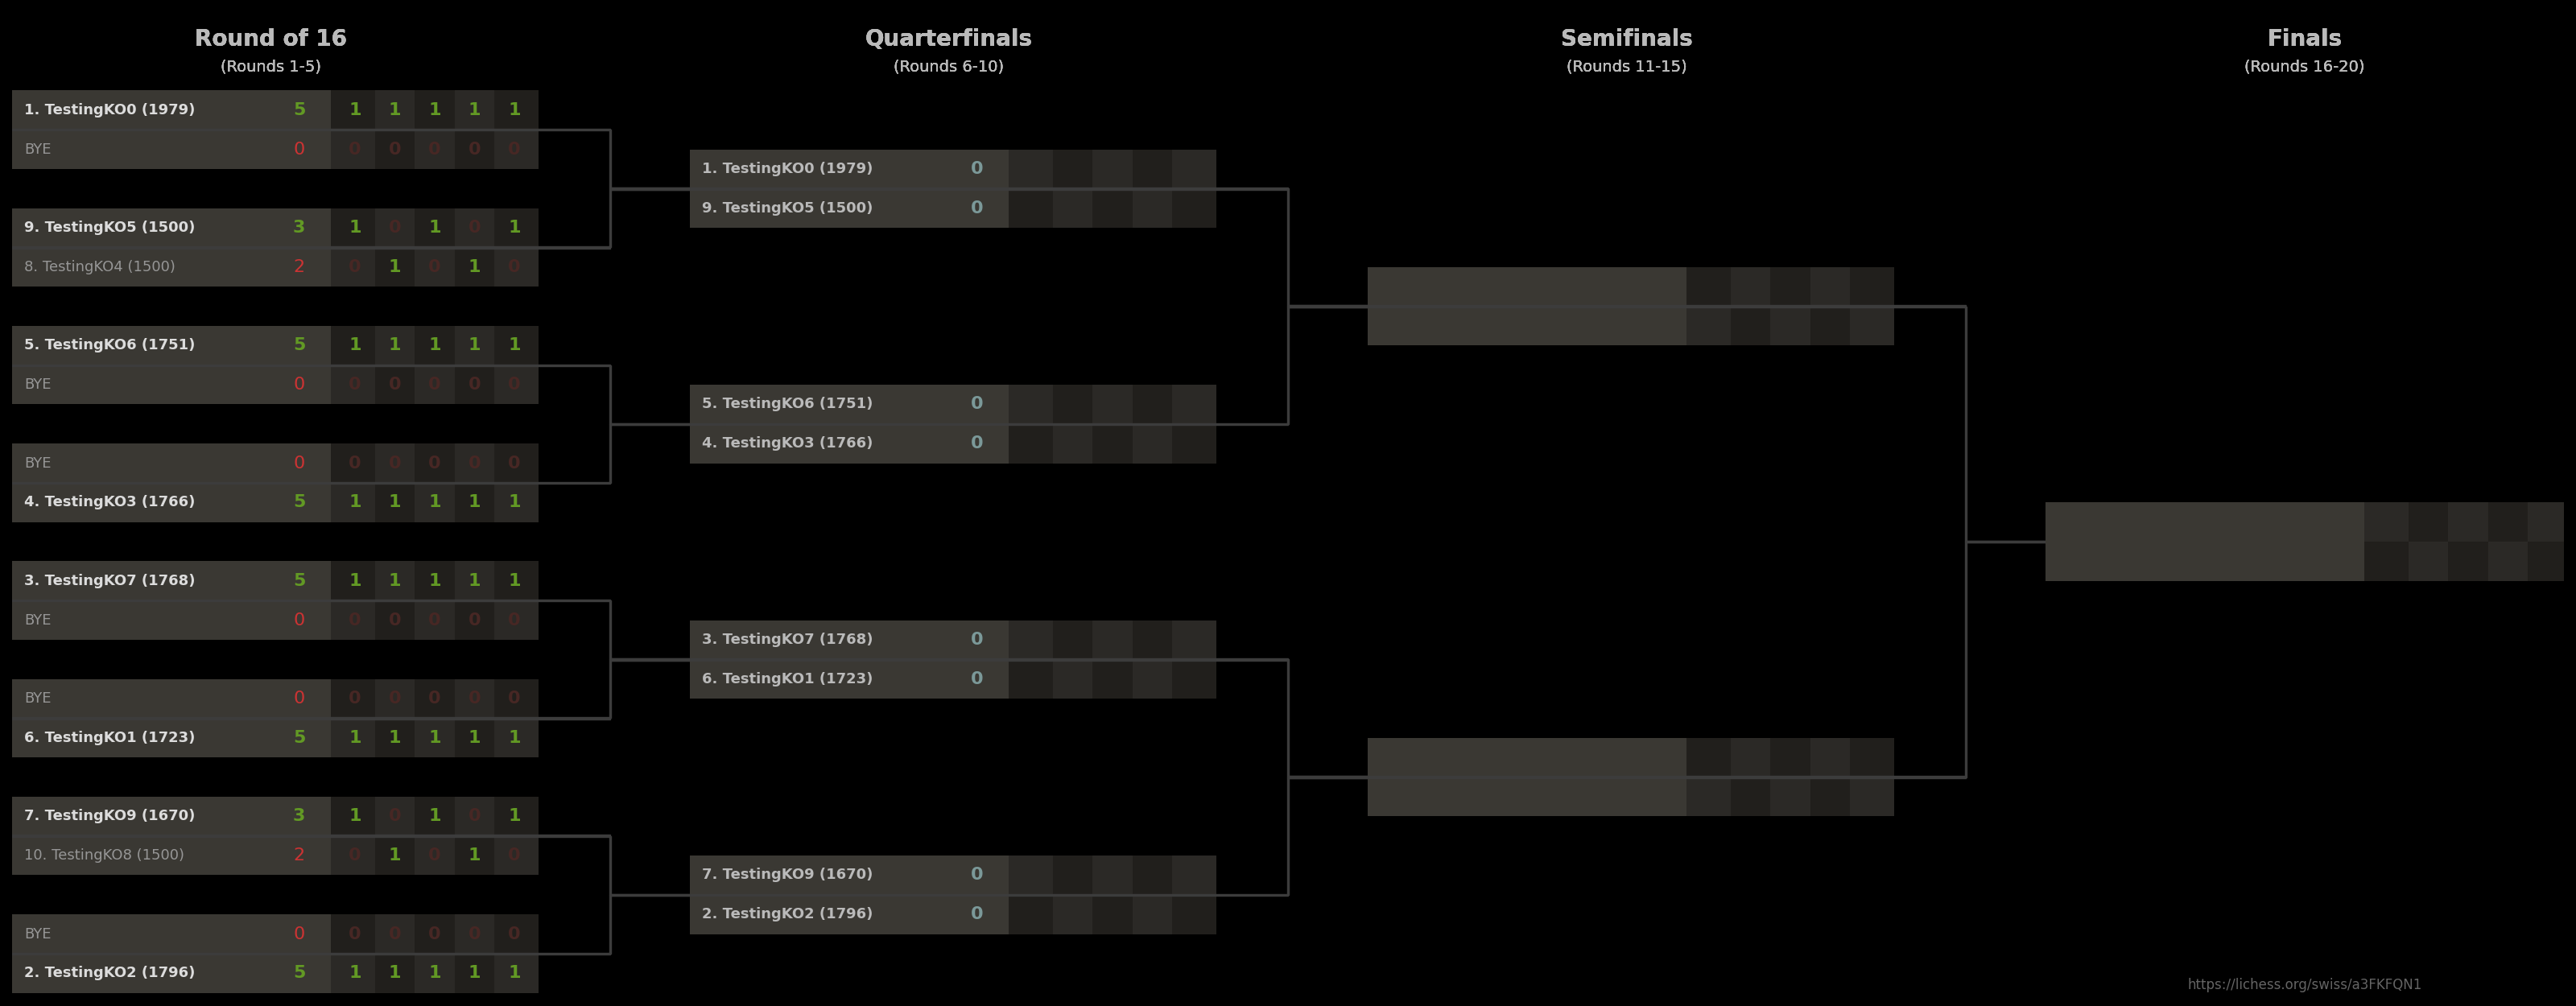 Round of 16
(Rounds 1-5)
1. TestingKO0 (1979) 5 1 1 1 1 1
BYE 0 0 0 0 0 0
9. TestingKO5 (1500) 3 1 0 1 0 1
8. TestingKO4 (1500) 2 0 1 0 1 0
5. TestingKO6 (1751) 5 1 1 1 1 1
BYE 0 0 0 0 0 0
BYE 0 0 0 0 0 0
4. TestingKO3 (1766) 5 1 1 1 1 1
3. TestingKO7 (1768) 5 1 1 1 1 1
BYE 0 0 0 0 0 0
BYE 0 0 0 0 0 0
6. TestingKO1 (1723) 5 1 1 1 1 1
7. TestingKO9 (1670) 3 1 0 1 0 1
10. TestingKO8 (1500) 2 0 1 0 1 0
BYE 0 0 0 0 0 0
2. TestingKO2 (1796) 5 1 1 1 1 1
Quarterfinals
(Rounds 6-10)
1. TestingKO0 (1979) 0
9. TestingKO5 (1500) 0
5. TestingKO6 (1751) 0
4. TestingKO3 (1766) 0
3. TestingKO7 (1768) 0
6. TestingKO1 (1723) 0
7. TestingKO9 (1670) 0
2. TestingKO2 (1796) 0
Semifinals
(Rounds 11-15)
Finals
(Rounds 16-20)
https://lichess.org/swiss/a3FKFQN1